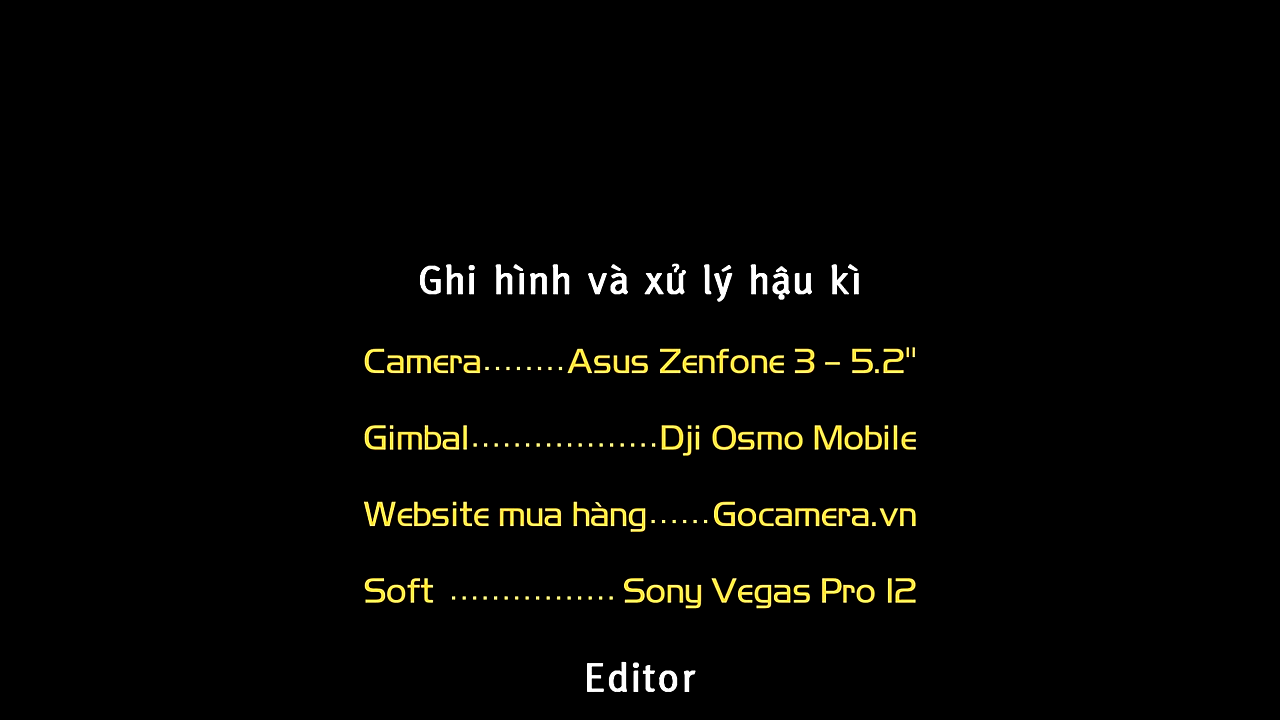 Ghi hình và xử lý hậu kì
Camera........Asus Zenfone 3 - 5.2"
Gimbal..................Dji Osmo Mobile
Website mua hàng......Gocamera.vn
Soft ................ Sony Vegas Pro 12
Editor